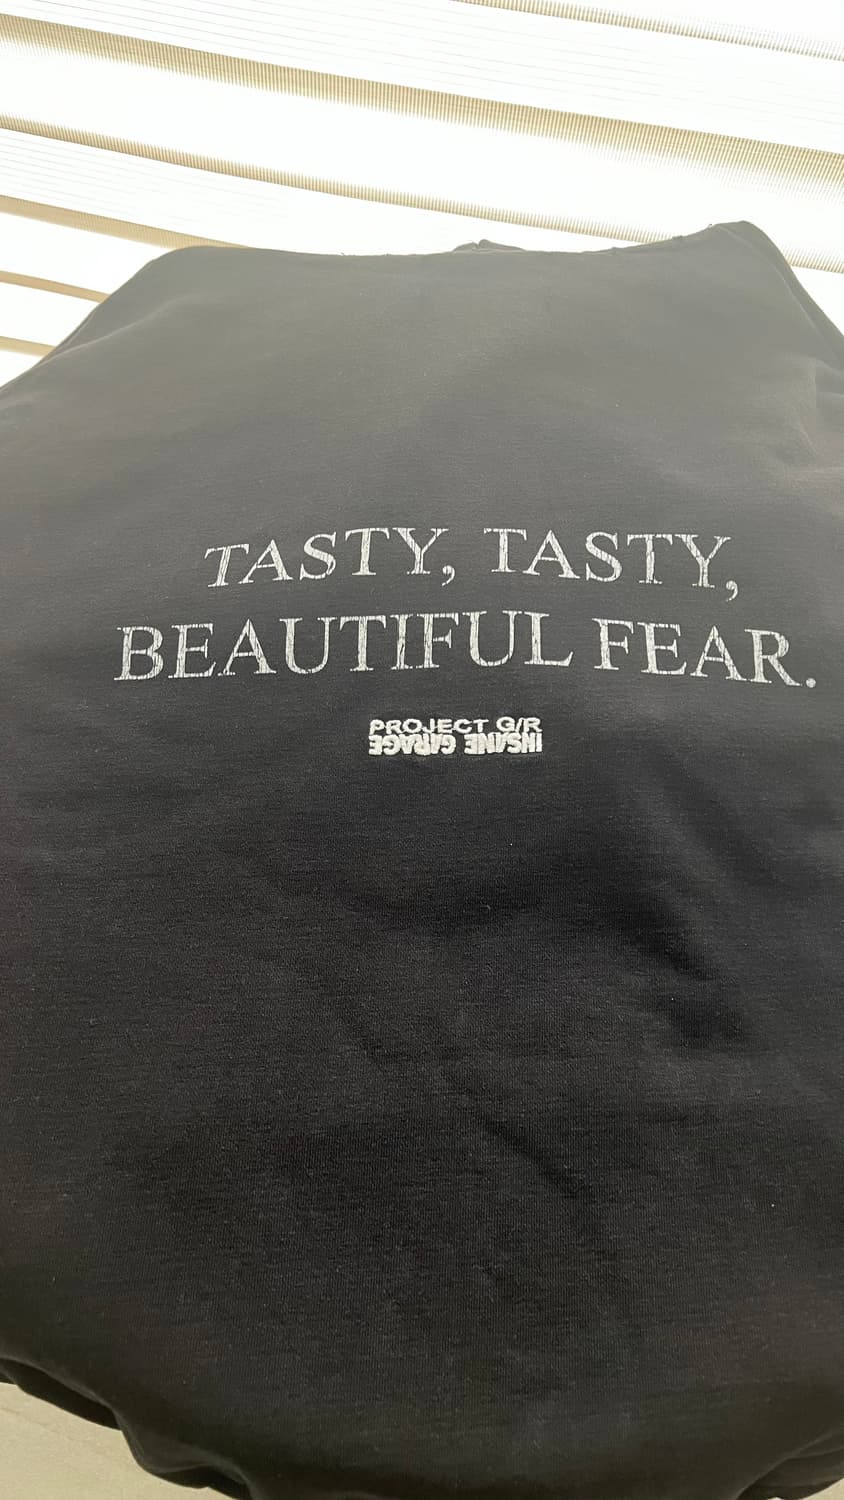 TASTY, TASTY,
BEAUTIFUL FEAR.
PROJECT G/R
INSANE GARAGE